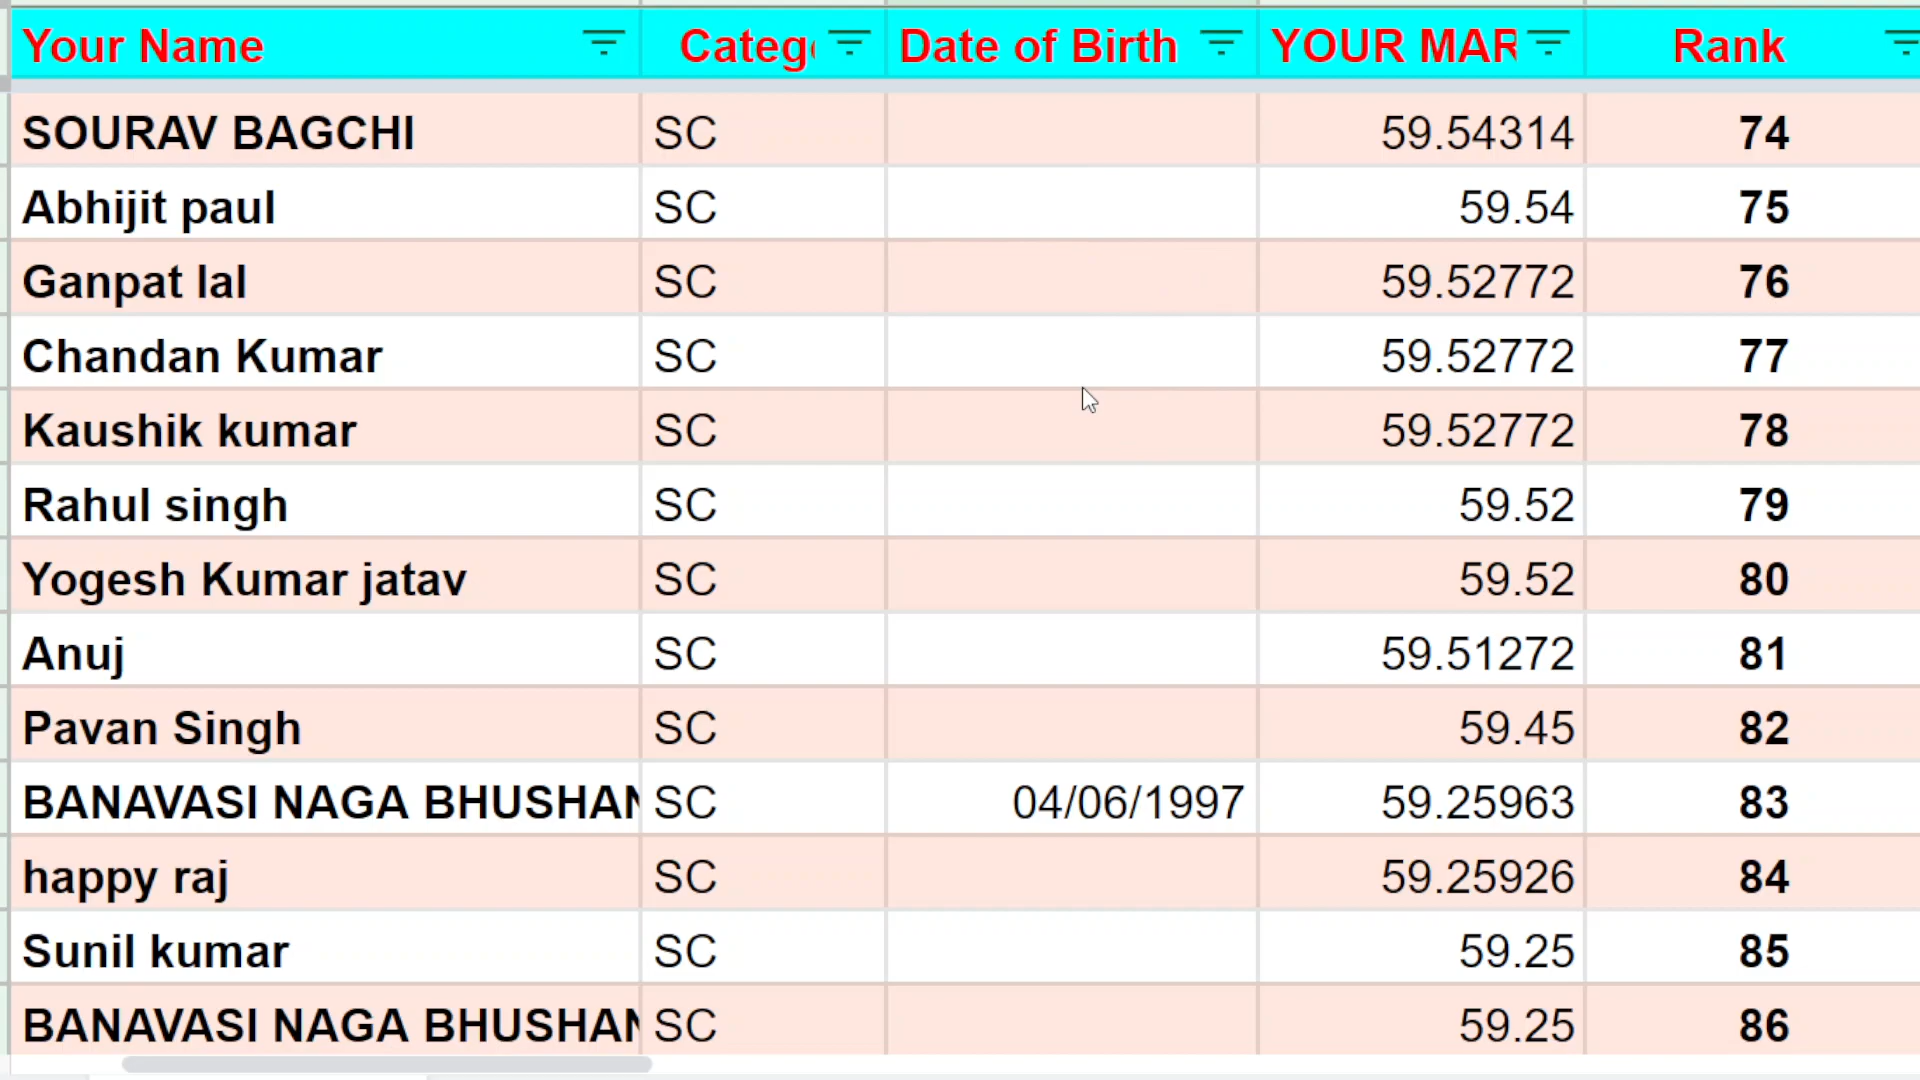 Your Name Categ Date of Birth YOUR MAR Rank
SOURAV BAGCHI SC 59.54314 74
Abhijit paul SC 59.54 75
Ganpat lal SC 59.52772 76
Chandan Kumar SC 59.52772 77
Kaushik kumar SC 59.52772 78
Rahul singh SC 59.52 79
Yogesh Kumar jatav SC 59.52 80
Anuj SC 59.51272 81
Pavan Singh SC 59.45 82
BANAVASI NAGA BHUSHAN SC 04/06/1997 59.25963 83
happy raj SC 59.25926 84
Sunil kumar SC 59.25 85
BANAVASI NAGA BHUSHAN SC 59.25 86